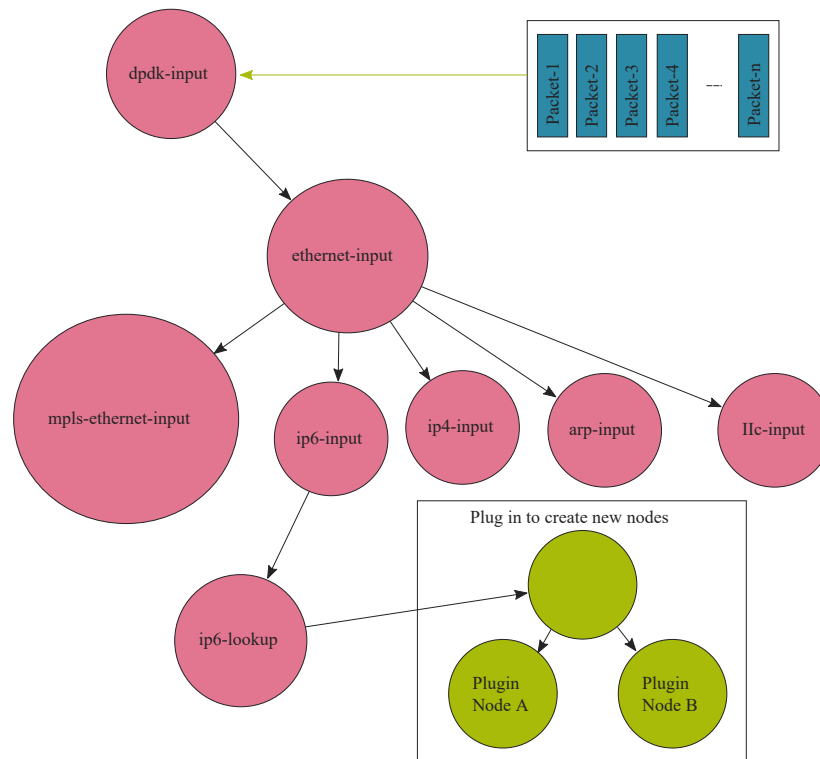 dpdk-input
Packet-1
Packet-2
Packet-3
Packet-4
Packet-n
ethernet-input
mpls-ethernet-input
ip6-input
ip4-input
arp-input
IIc-input
Plug in to create new nodes
ip6-lookup
Plugin
Node A
Plugin
Node B